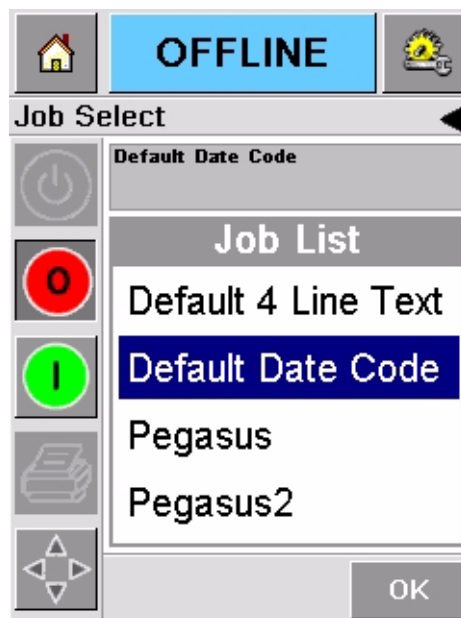 OFFLINE
Job Select
Default Date Code
Job List
Default 4 Line Text
Default Date Code
Pegasus
Pegasus2
O
I
OK